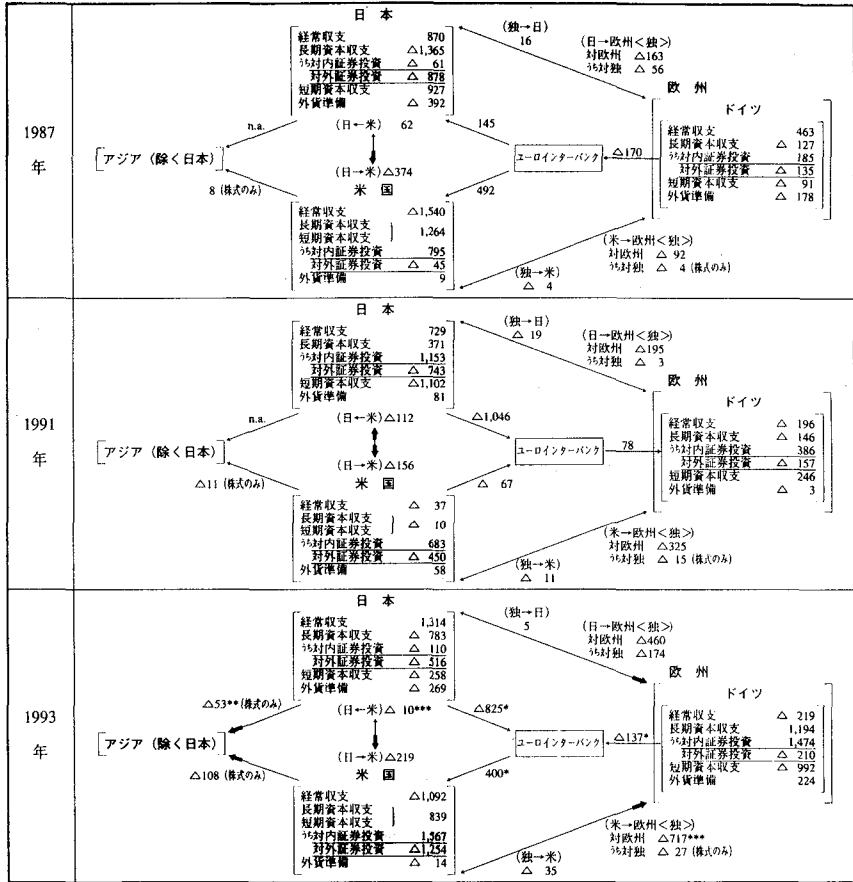 1987
年
日 本
経常収支 870
長期資本収支 △1,365
うち対内証券投資 △ 61
対外証券投資 △ 878
短期資本収支 927
外貨準備 △ 392
(独→日)
16
(日→欧州<独>)
対欧州 △163
うち対独 △ 56
欧 州
ドイツ
経常収支 463
長期資本収支 △ 127
うち対内証券投資 185
対外証券投資 △ 135
短期資本収支 △ 91
外貨準備 △ 178
n.a.
(日←米) 62
145
アジア (除く日本)
ユーロインターバンク
△170
(日→米) △374
8 (株式のみ)
492
米 国
経常収支 △1,540
長期資本収支
短期資本収支
1,264
うち対内証券投資 795
対外証券投資 △ 45
外貨準備 9
(独→米)
△ 4
(米→欧州<独>)
対欧州 △ 92
うち対独 △ 4 (株式のみ)
1991
年
日 本
経常収支 729
長期資本収支 371
うち対内証券投資 1,153
対外証券投資 △ 743
短期資本収支 △1,102
外貨準備 81
(独→日)
△ 19
(日→欧州<独>)
対欧州 △195
うち対独 △ 3
欧 州
ドイツ
経常収支 △ 196
長期資本収支 △ 146
うち対内証券投資 386
対外証券投資 △ 157
短期資本収支 246
外貨準備 △ 3
n.a.
(日←米) △112
△1,046
アジア (除く日本)
ユーロインターバンク
78
(日→米) △156
△11 (株式のみ)
△ 67
米 国
経常収支 △ 37
長期資本収支
短期資本収支
△ 10
うち対内証券投資 683
対外証券投資 △ 450
外貨準備 58
(独→米)
△ 11
(米→欧州<独>)
対欧州 △325
うち対独 △ 15 (株式のみ)
1993
年
日 本
経常収支 1,314
長期資本収支 △ 783
うち対内証券投資 △ 110
対外証券投資 △ 516
短期資本収支 △ 258
外貨準備 △ 269
(独→日)
5
(日→欧州<独>)
対欧州 △460
うち対独 △174
欧 州
ドイツ
経常収支 △ 219
長期資本収支 1,194
うち対内証券投資 1,474
対外証券投資 △ 210
短期資本収支 △ 992
外貨準備 224
△53** (株式のみ)
(日←米) △ 10***
△825*
アジア (除く日本)
ユーロインターバンク
△137*
(日→米) △219
△108 (株式のみ)
400*
米 国
経常収支 △1,092
長期資本収支
短期資本収支
839
うち対内証券投資 1,567
対外証券投資 △1,254
外貨準備 △ 14
(独→米)
△ 35
(米→欧州<独>)
対欧州 △717***
うち対独 △ 27 (株式のみ)